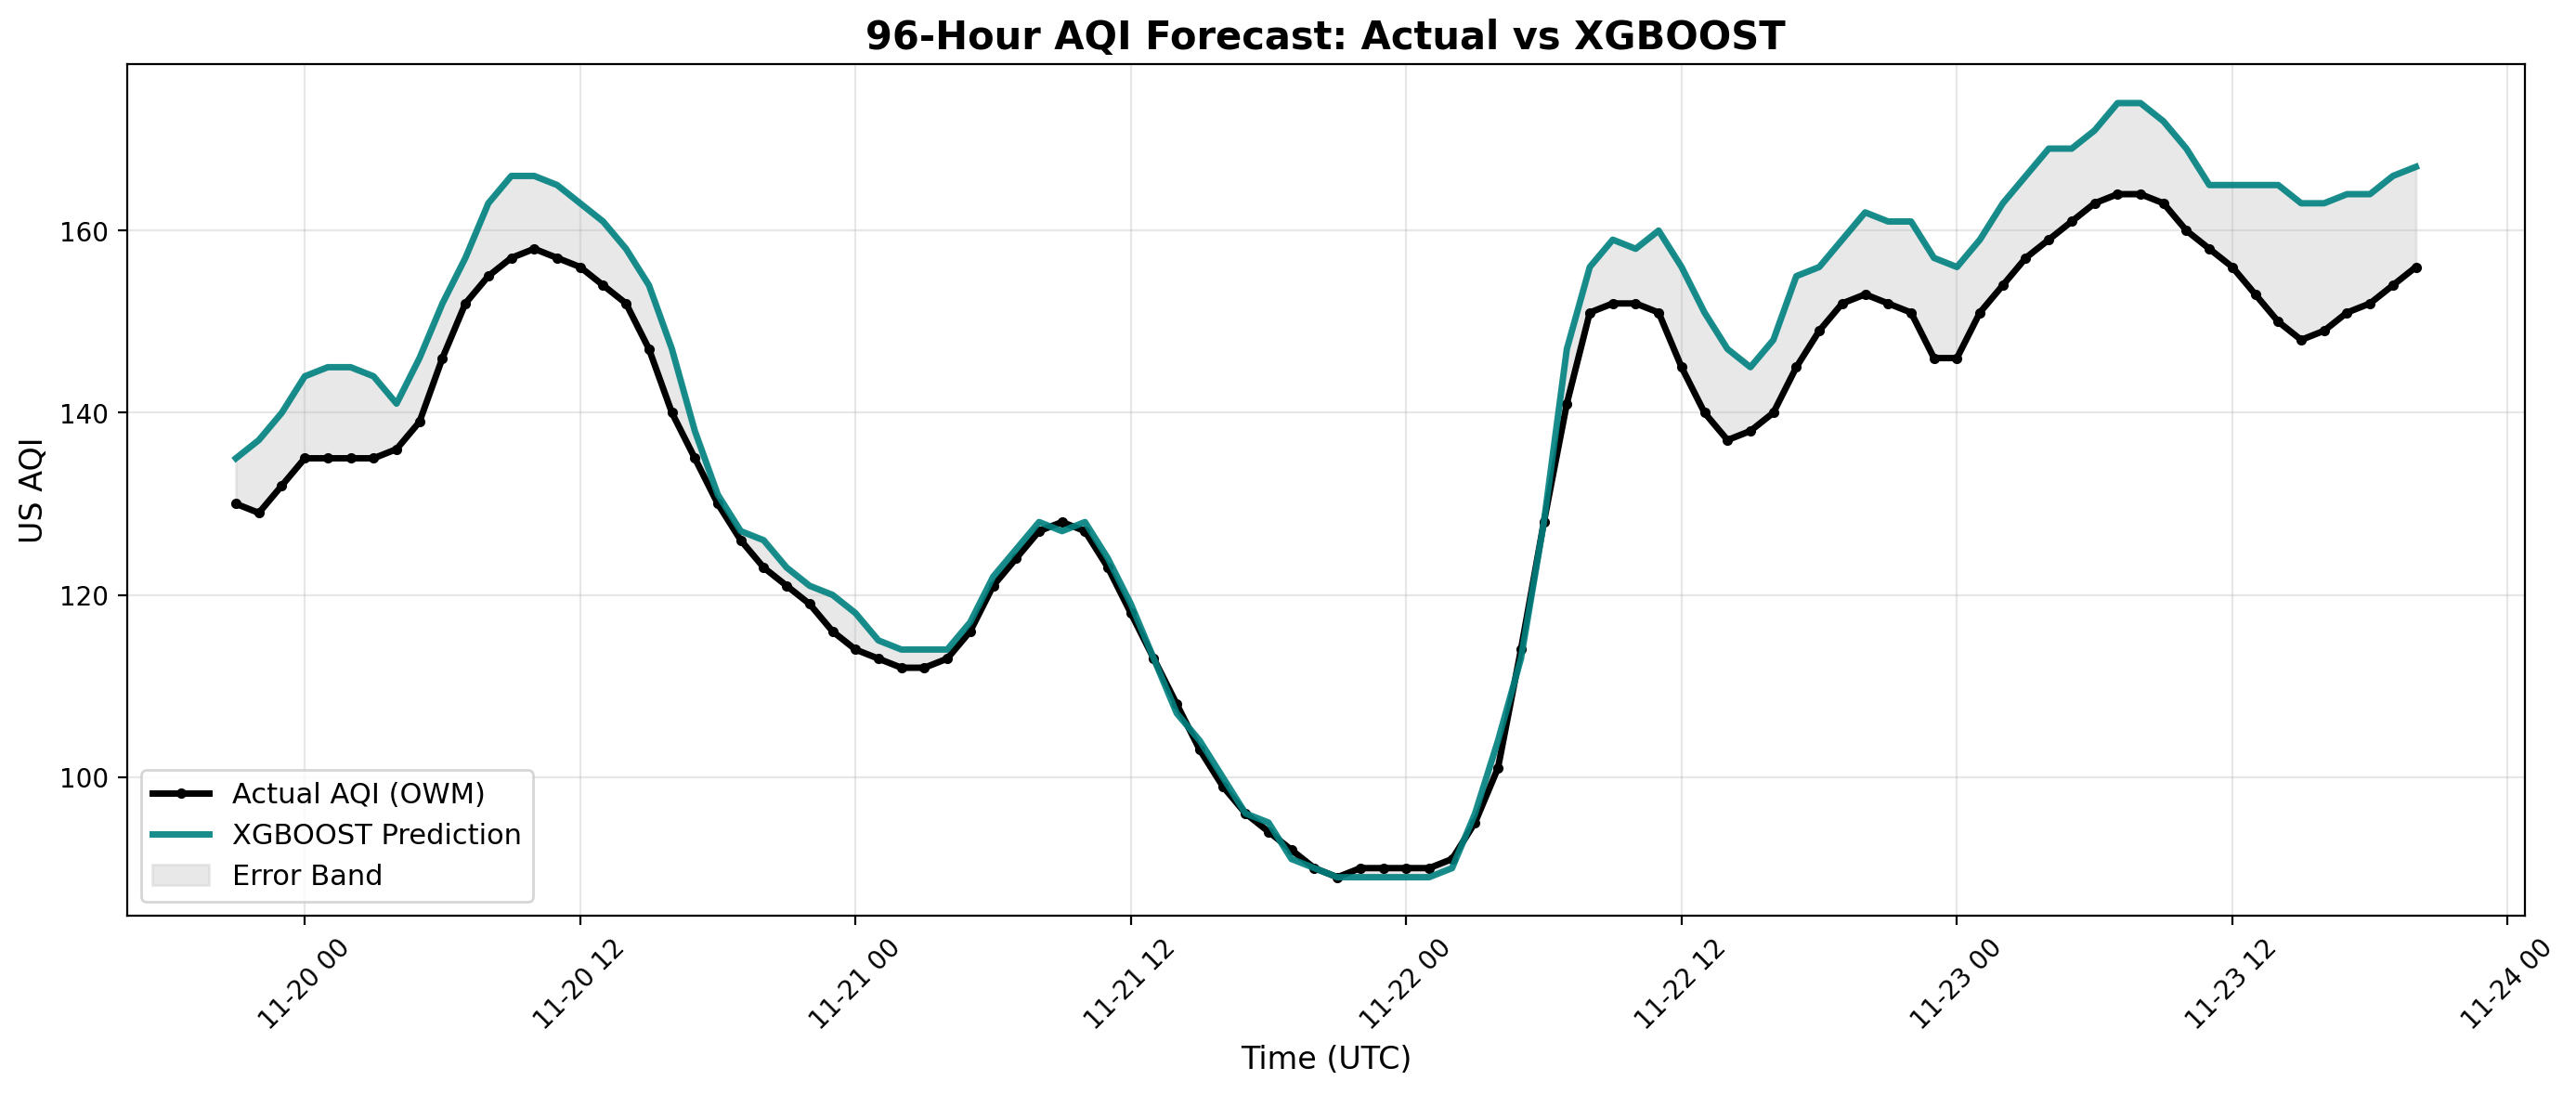 96-Hour AQI Forecast: Actual vs XGBOOST
US AQI
160
140
120
100
Actual AQI (OWM)
XGBOOST Prediction
Error Band
11-20 00
11-20 12
11-21 00
11-21 12
11-22 00
11-22 12
11-23 00
11-23 12
11-24 00
Time (UTC)